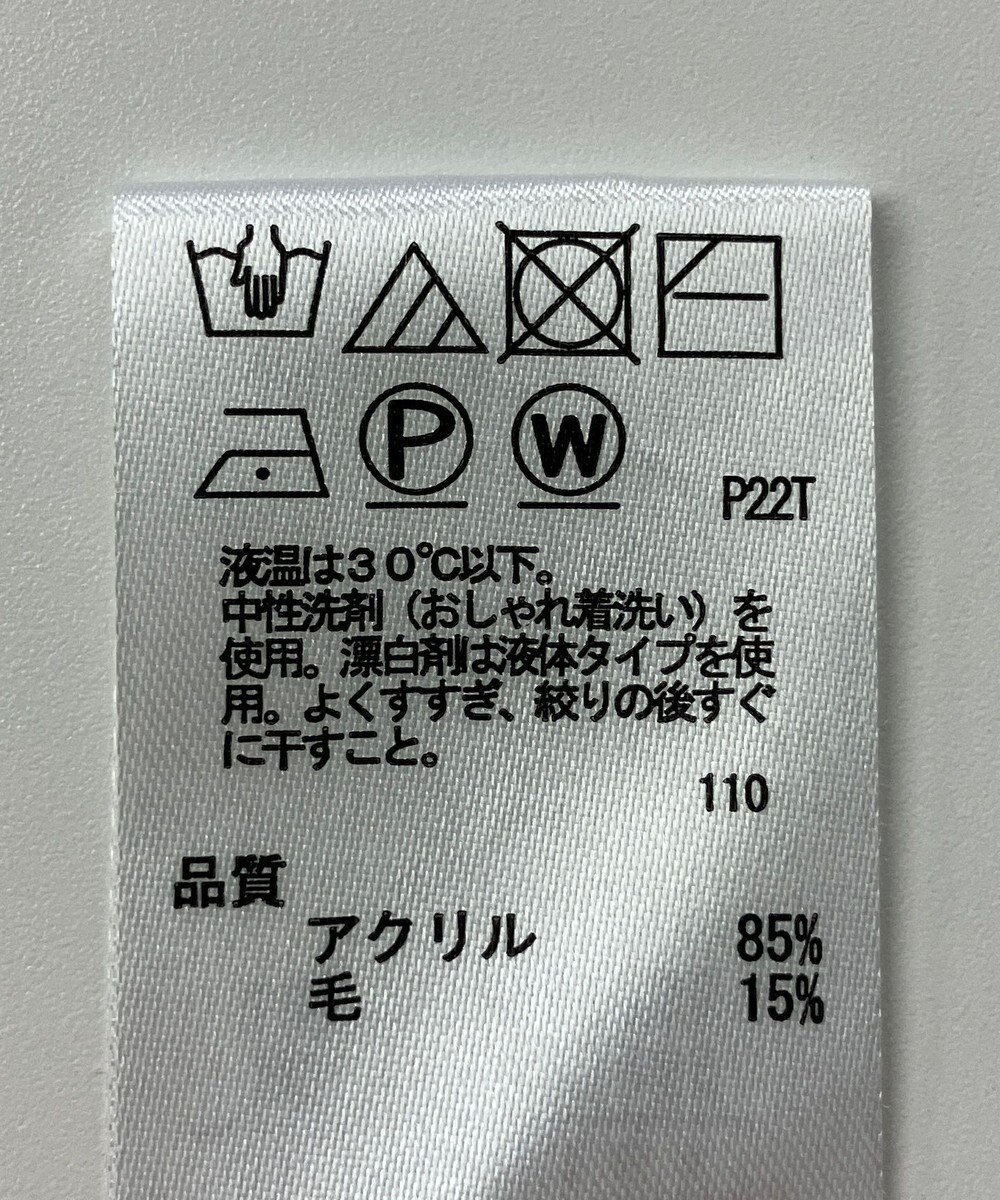 P W
P22T
液温は30℃以下。
中性洗剤（おしゃれ着洗い）を
使用。漂白剤は液体タイプを使
用。よくすすぎ、絞りの後すぐ
に干すこと。
110
品質
アクリル 85%
毛 15%